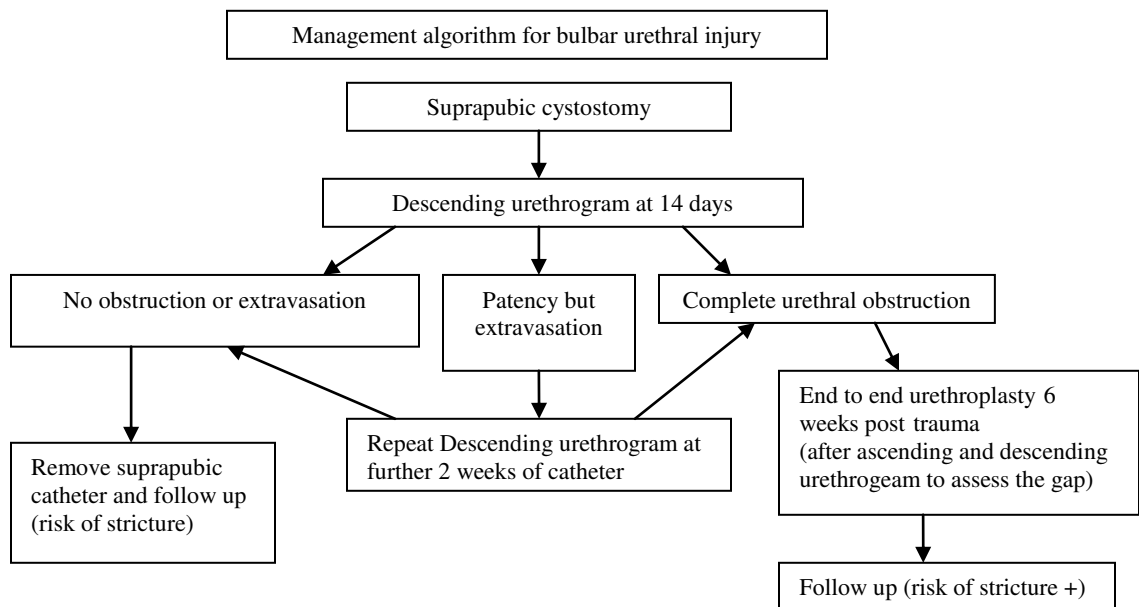 Management algorithm for bulbar urethral injury
Suprapubic cystostomy
Descending urethrogram at 14 days
No obstruction or extravasation
Patency but
extravasation
Complete urethral obstruction
Repeat Descending urethrogram at
further 2 weeks of catheter
Remove suprapubic
catheter and follow up
(risk of stricture)
End to end urethroplasty 6
weeks post trauma
(after ascending and descending
urethrogeam to assess the gap)
Follow up (risk of stricture +)